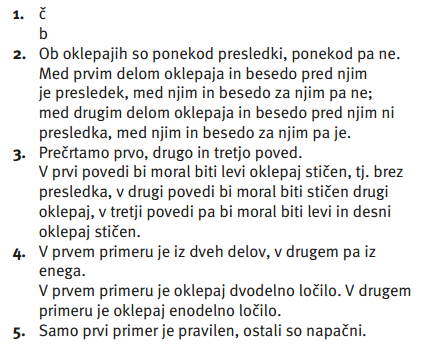 1. č
b
2. Ob oklepajih so ponekod presledki, ponekod pa ne.
Med prvim delom oklepaja in besedo pred njim
je presledek, med njim in besedo za njim pa ne;
med drugim delom oklepaja in besedo pred njim ni
presledka, med njim in besedo za njim pa je.
3. Prečrtamo prvo, drugo in tretjo poved.
V prvi povedi bi moral biti levi oklepaj stičen, tj. brez
presledka, v drugi povedi bi moral biti stičen drugi
oklepaj, v tretji povedi pa bi moral biti levi in desni
oklepaj stičen.
4. V prvem primeru je iz dveh delov, v drugem pa iz
enega.
V prvem primeru je oklepaj dvodelno ločilo. V drugem
primeru je oklepaj enodelno ločilo.
5. Samo prvi primer je pravilen, ostali so napačni.